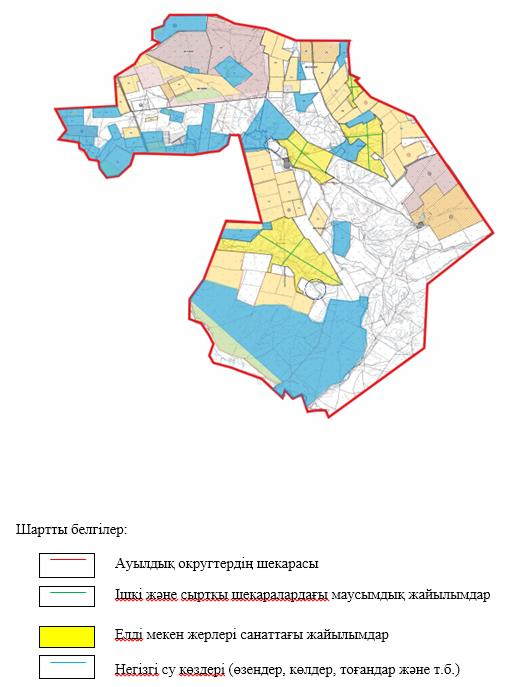 Шартты белгілер:
Ауылдық округтердің шекарасы
Ішкі және сыртқы шекаралардағы маусымдық жайылымдар
Елді мекен жерлері санаттағы жайылымдар
Негізгі су көздері (өзендер, көлдер, тоғандар және т.б.)